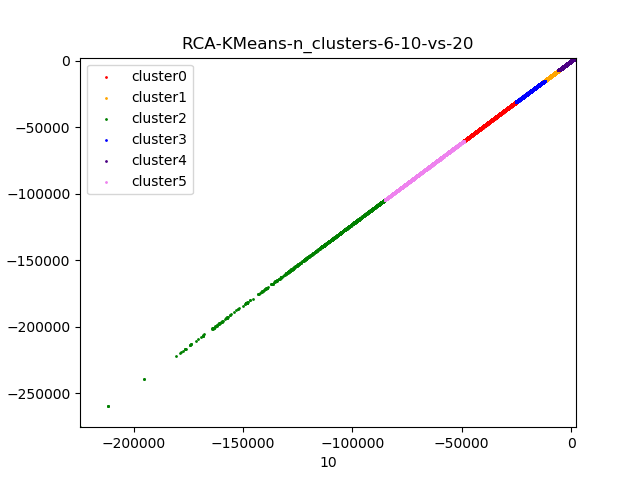 RCA-KMeans-n_clusters-6-10-vs-20
0
−50000
−100000
−150000
−200000
−250000
cluster0
cluster1
cluster2
cluster3
cluster4
cluster5
−200000 −150000 −100000 −50000 0
10